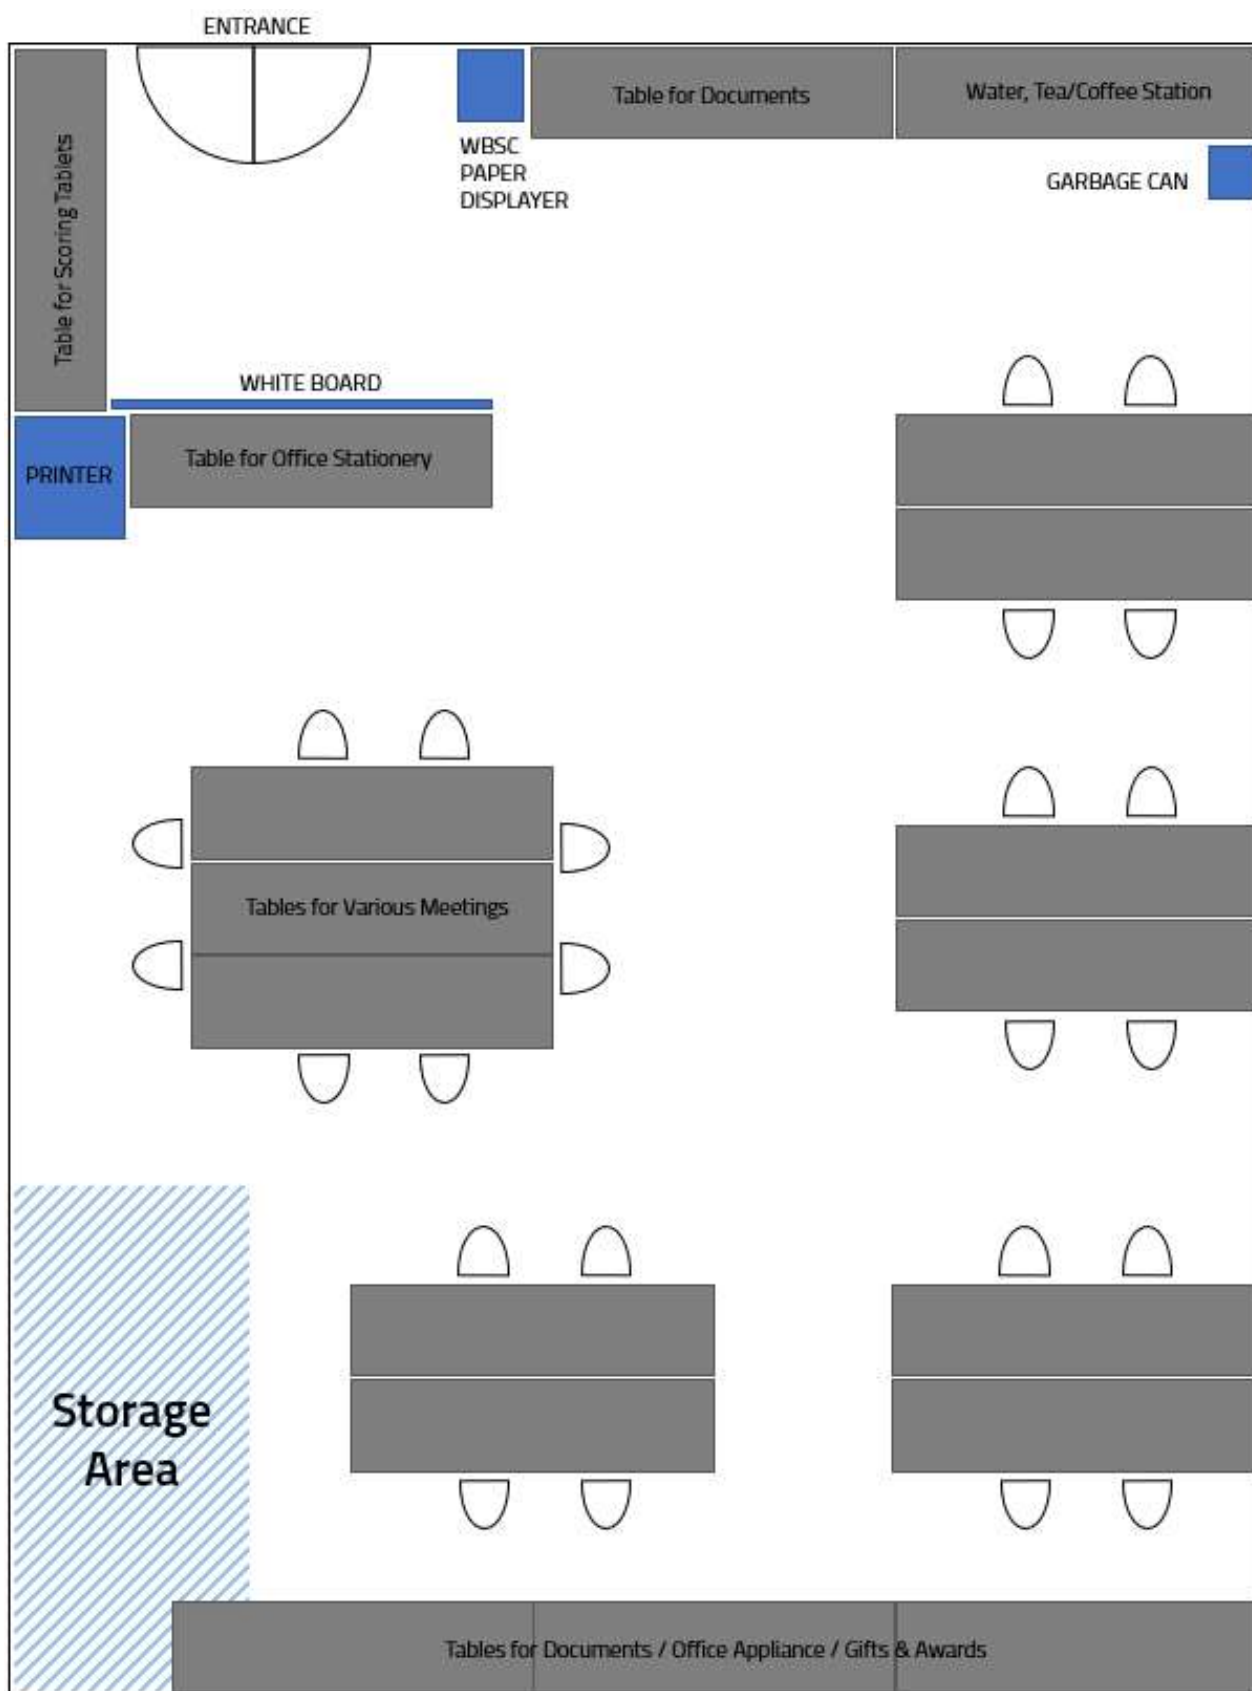 ENTRANCE
Table for Documents
Water, Tea/Coffee Station
WBSC
PAPER
DISPLAYER
GARBAGE CAN
Table for Scoring Tablets
WHITE BOARD
Table for Office Stationery
PRINTER
Tables for Various Meetings
Storage
Area
Tables for Documents / Office Appliance / Gifts & Awards